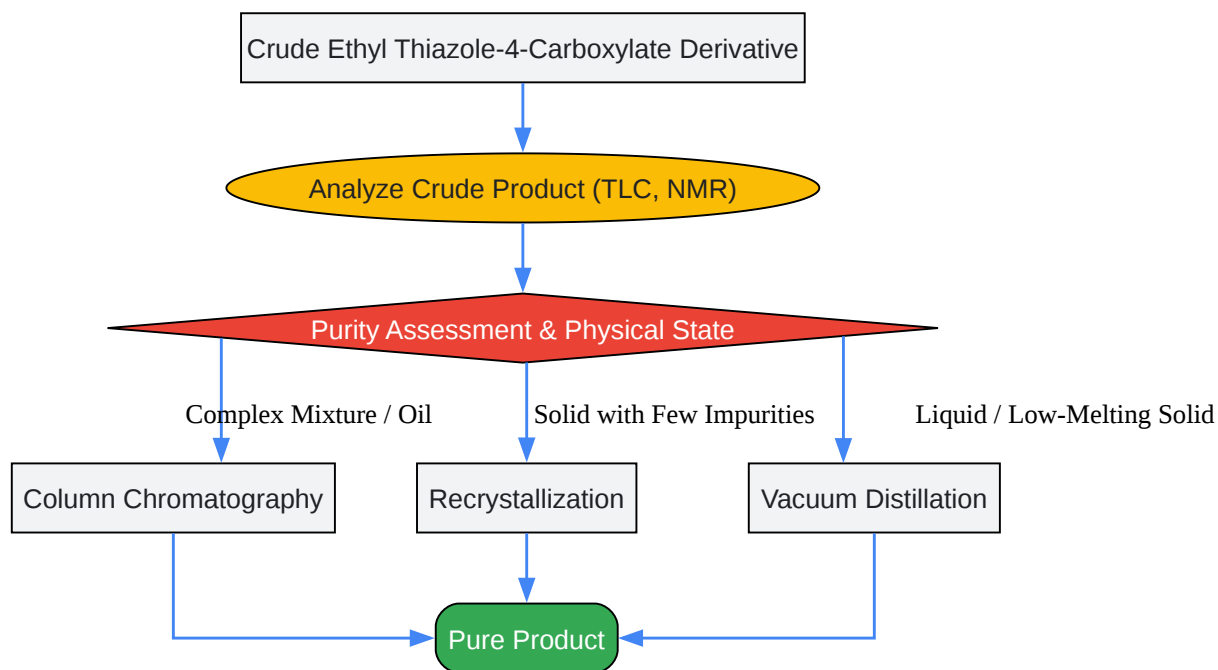 Crude Ethyl Thiazole-4-Carboxylate Derivative
Analyze Crude Product (TLC, NMR)
Purity Assessment & Physical State
Complex Mixture / Oil
Solid with Few Impurities
Liquid / Low-Melting Solid
Column Chromatography
Recrystallization
Vacuum Distillation
Pure Product